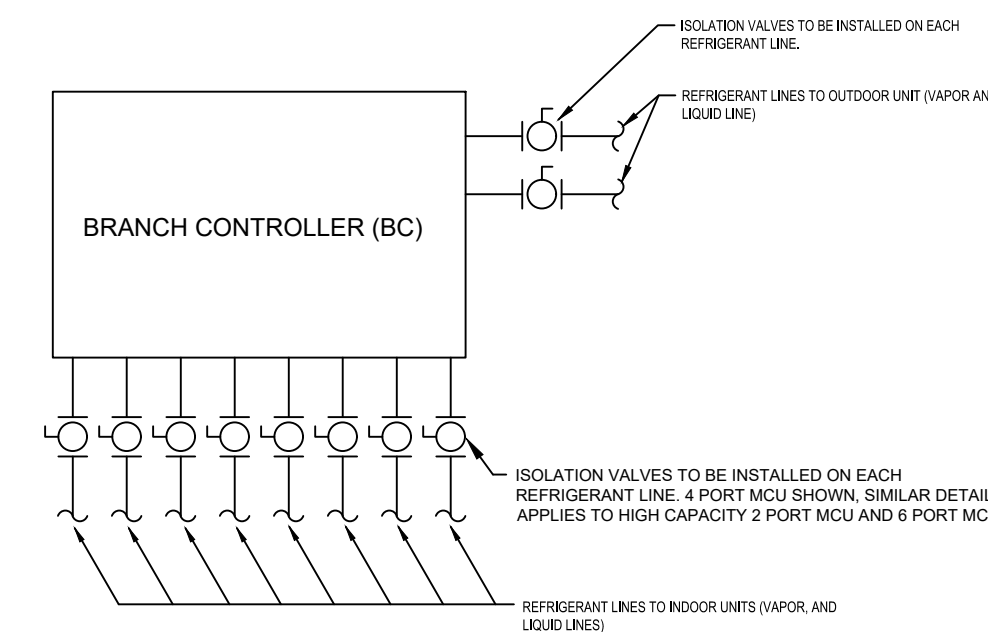 ISOLATION VALVES TO BE INSTALLED ON EACH
REFRIGERANT LINE.
REFRIGERANT LINES TO OUTDOOR UNIT (VAPOR AN
LIQUID LINE)
BRANCH CONTROLLER (BC)
ISOLATION VALVES TO BE INSTALLED ON EACH
REFRIGERANT LINE. 4 PORT MCU SHOWN, SIMILAR DETAIL
APPLIES TO HIGH CAPACITY 2 PORT MCU AND 6 PORT MC
REFRIGERANT LINES TO INDOOR UNITS (VAPOR, AND
LIQUID LINES)